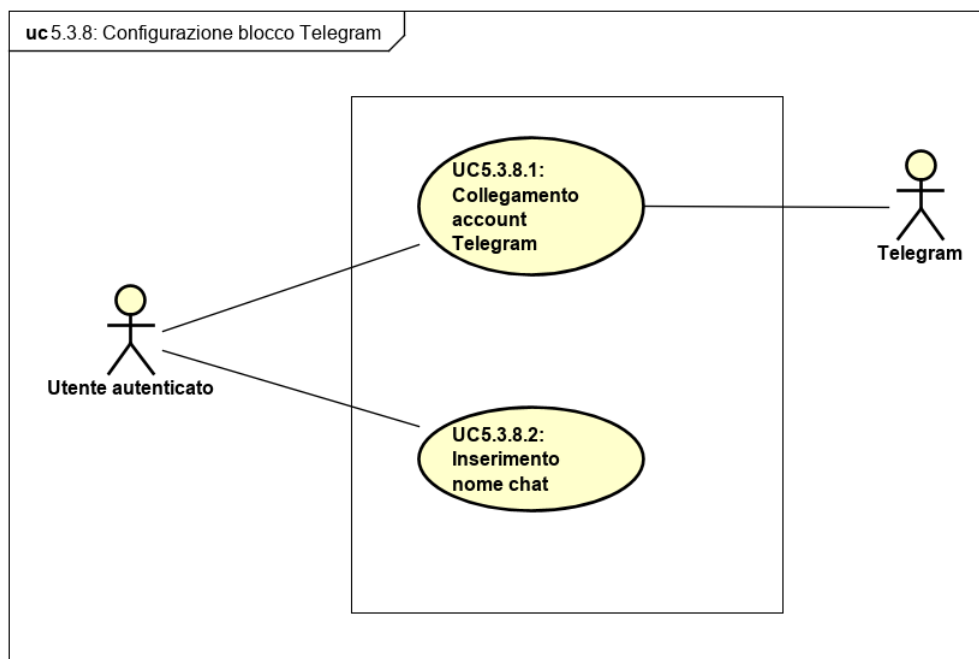 uc 5.3.8: Configurazione blocco Telegram
UC5.3.8.1:
Collegamento
account
Telegram
Telegram
Utente autenticato
UC5.3.8.2:
Inserimento
nome chat